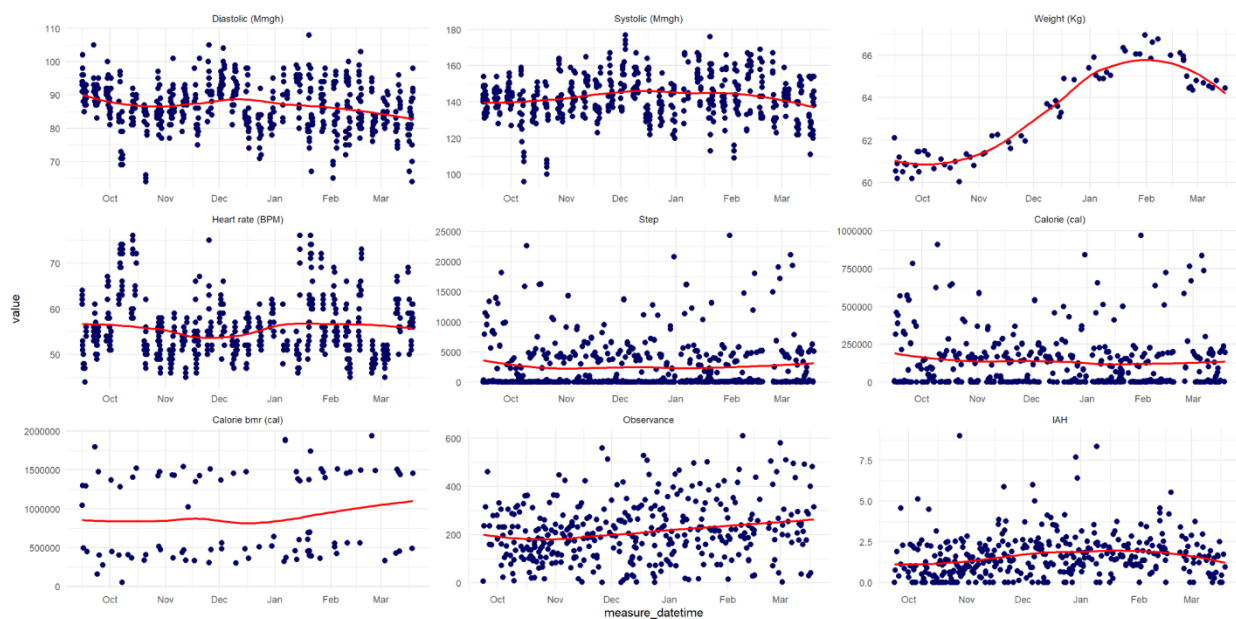 Diastolic (Mmgh) Systolic (Mmgh) Weight (Kg)
110
100
90
80
70
Oct Nov Dec Jan Feb Mar
180
160
140
120
100
Oct Nov Dec Jan Feb Mar
66
64
62
60
Oct Nov Dec Jan Feb Mar
Heart rate (BPM) Step Calorie (cal)
70
60
50
Oct Nov Dec Jan Feb Mar
25000
20000
15000
10000
5000
0
Oct Nov Dec Jan Feb Mar
1000000
750000
500000
250000
0
Oct Nov Dec Jan Feb Mar
value
Calorie bmr (cal) Observance IAH
2000000
1500000
1000000
500000
0
Oct Nov Dec Jan Feb Mar
600
400
200
0
Oct Nov Dec Jan Feb Mar
7.5
5.0
2.5
0.0
Oct Nov Dec Jan Feb Mar
measure_datetime